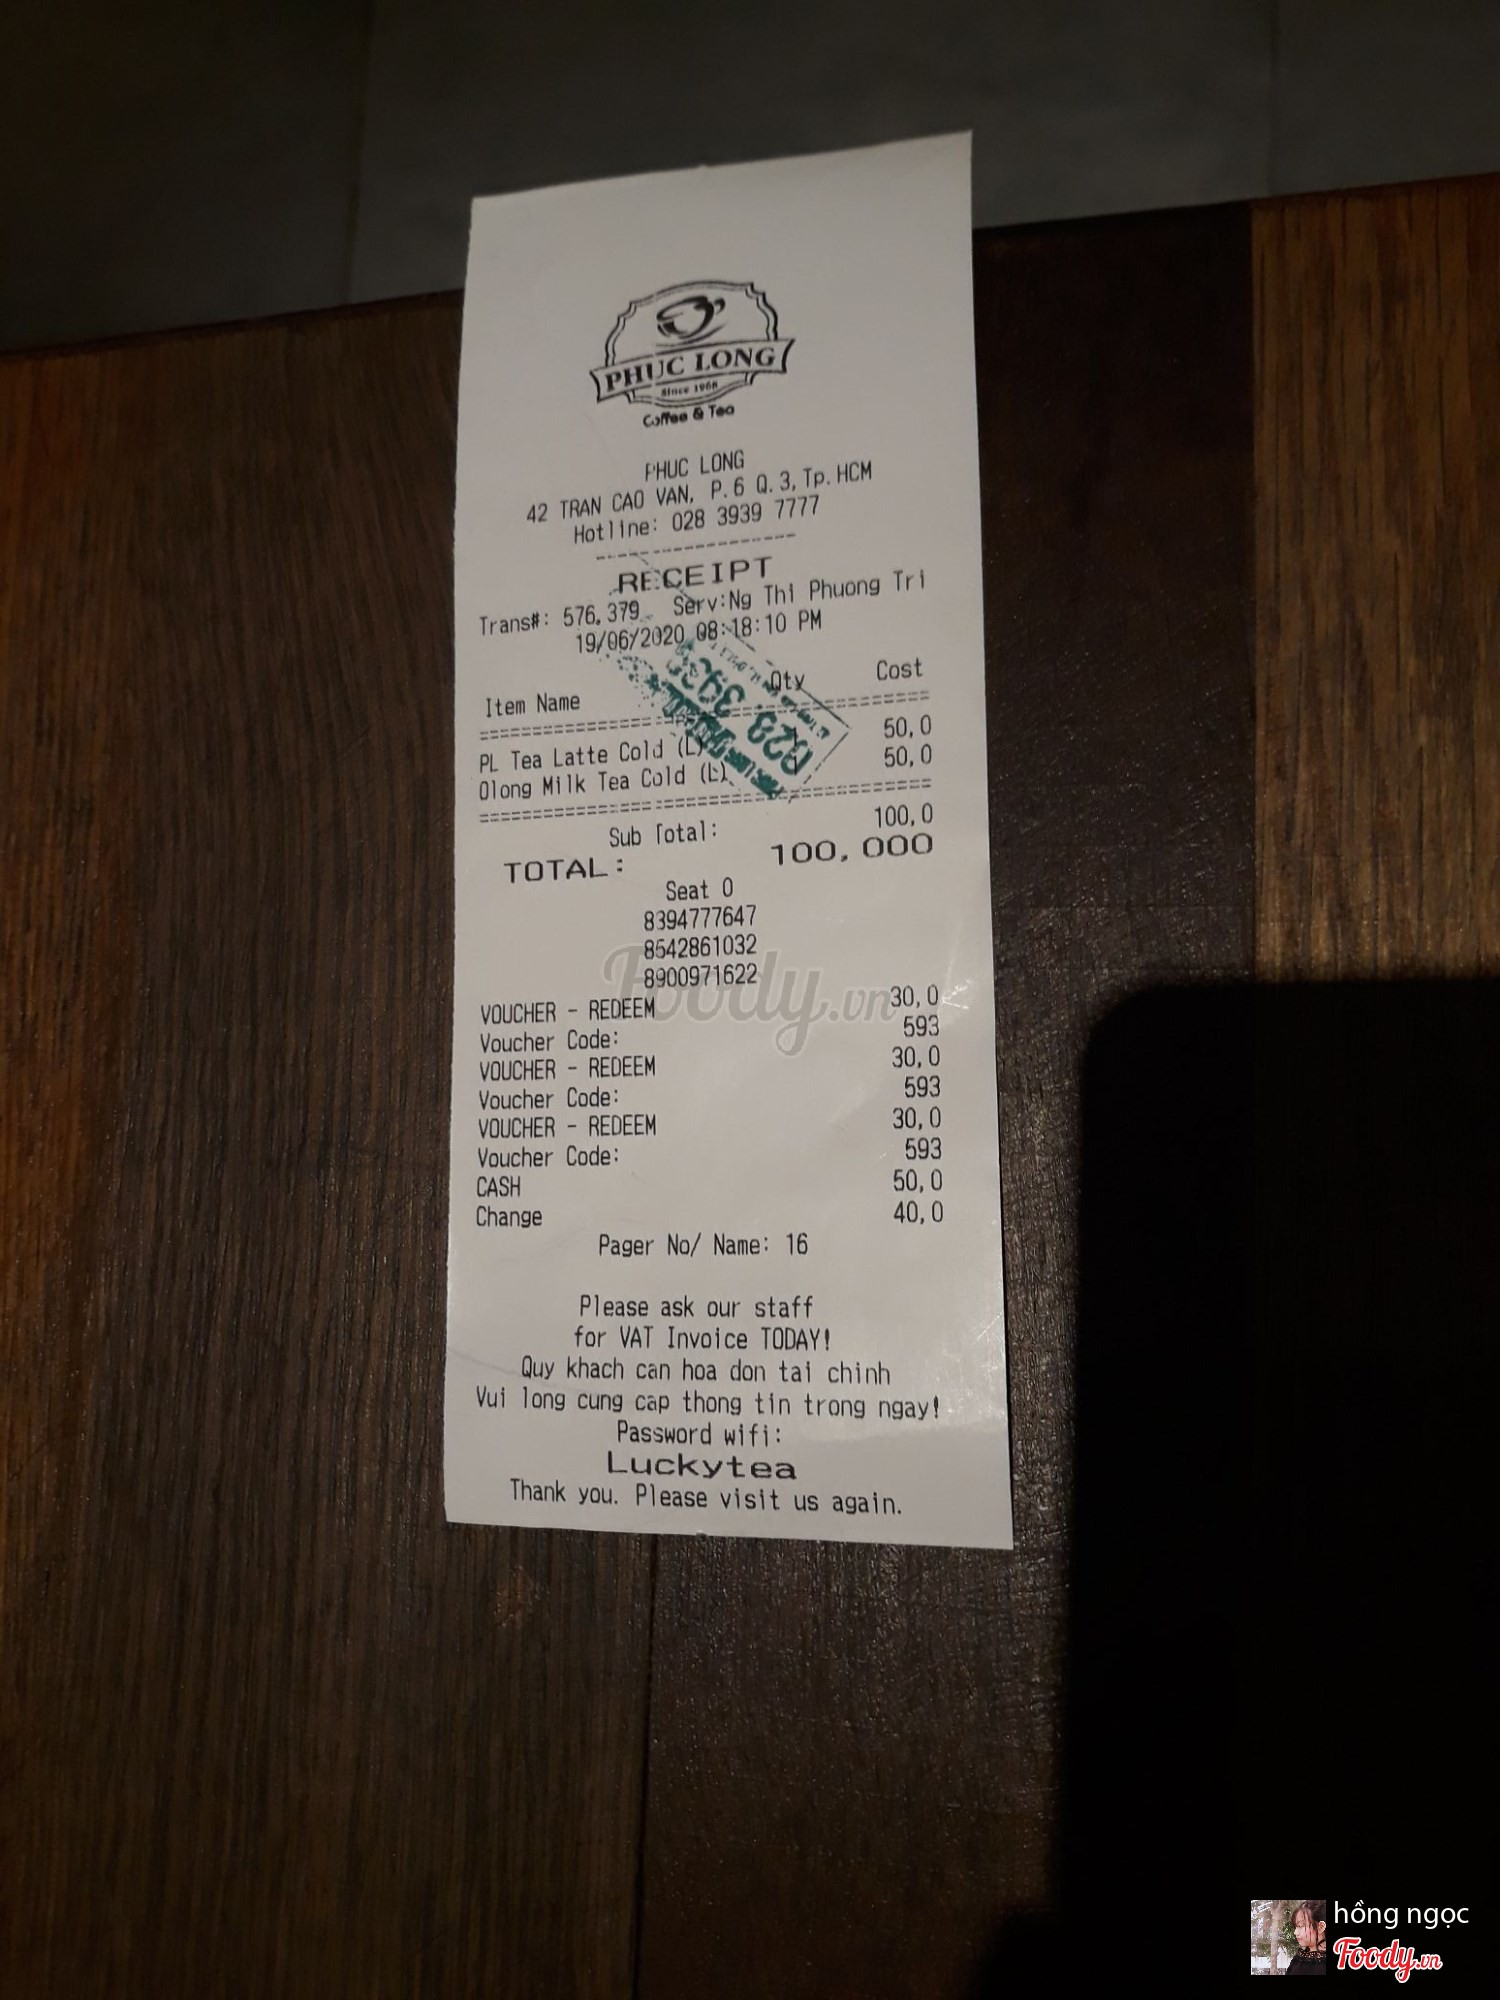 PHUC LONG
Since 1968
Coffee & Tea
PHUC LONG
42 TRAN CAO VAN, P.6 Q.3,Tp.HCM
Hotline: 028 3939 7777
RECEIPT
Trans#: 576,379 Serv:Ng Thi Phuong Tri
19/06/2020 08:18:10 PM
Item Name Qty Cost
PL Tea Latte Cold (L) 50,0
Olong Milk Tea Cold (L) 50,0
Sub Total: 100,0
TOTAL: 100,000
Seat 0
8394777647
8542861032
8900971622
VOUCHER - REDEEM 30,0
Voucher Code: 593
VOUCHER - REDEEM 30,0
Voucher Code: 593
VOUCHER - REDEEM 30,0
Voucher Code: 593
CASH 50,0
Change 40,0
Pager No/ Name: 16
Please ask our staff
for VAT Invoice TODAY!
Quy khach can hoa don tai chinh
Vui long cung cap thong tin trong ngay!
Password wifi:
Luckytea
Thank you. Please visit us again.
Foody.vn
hồng ngọc
Foody.vn